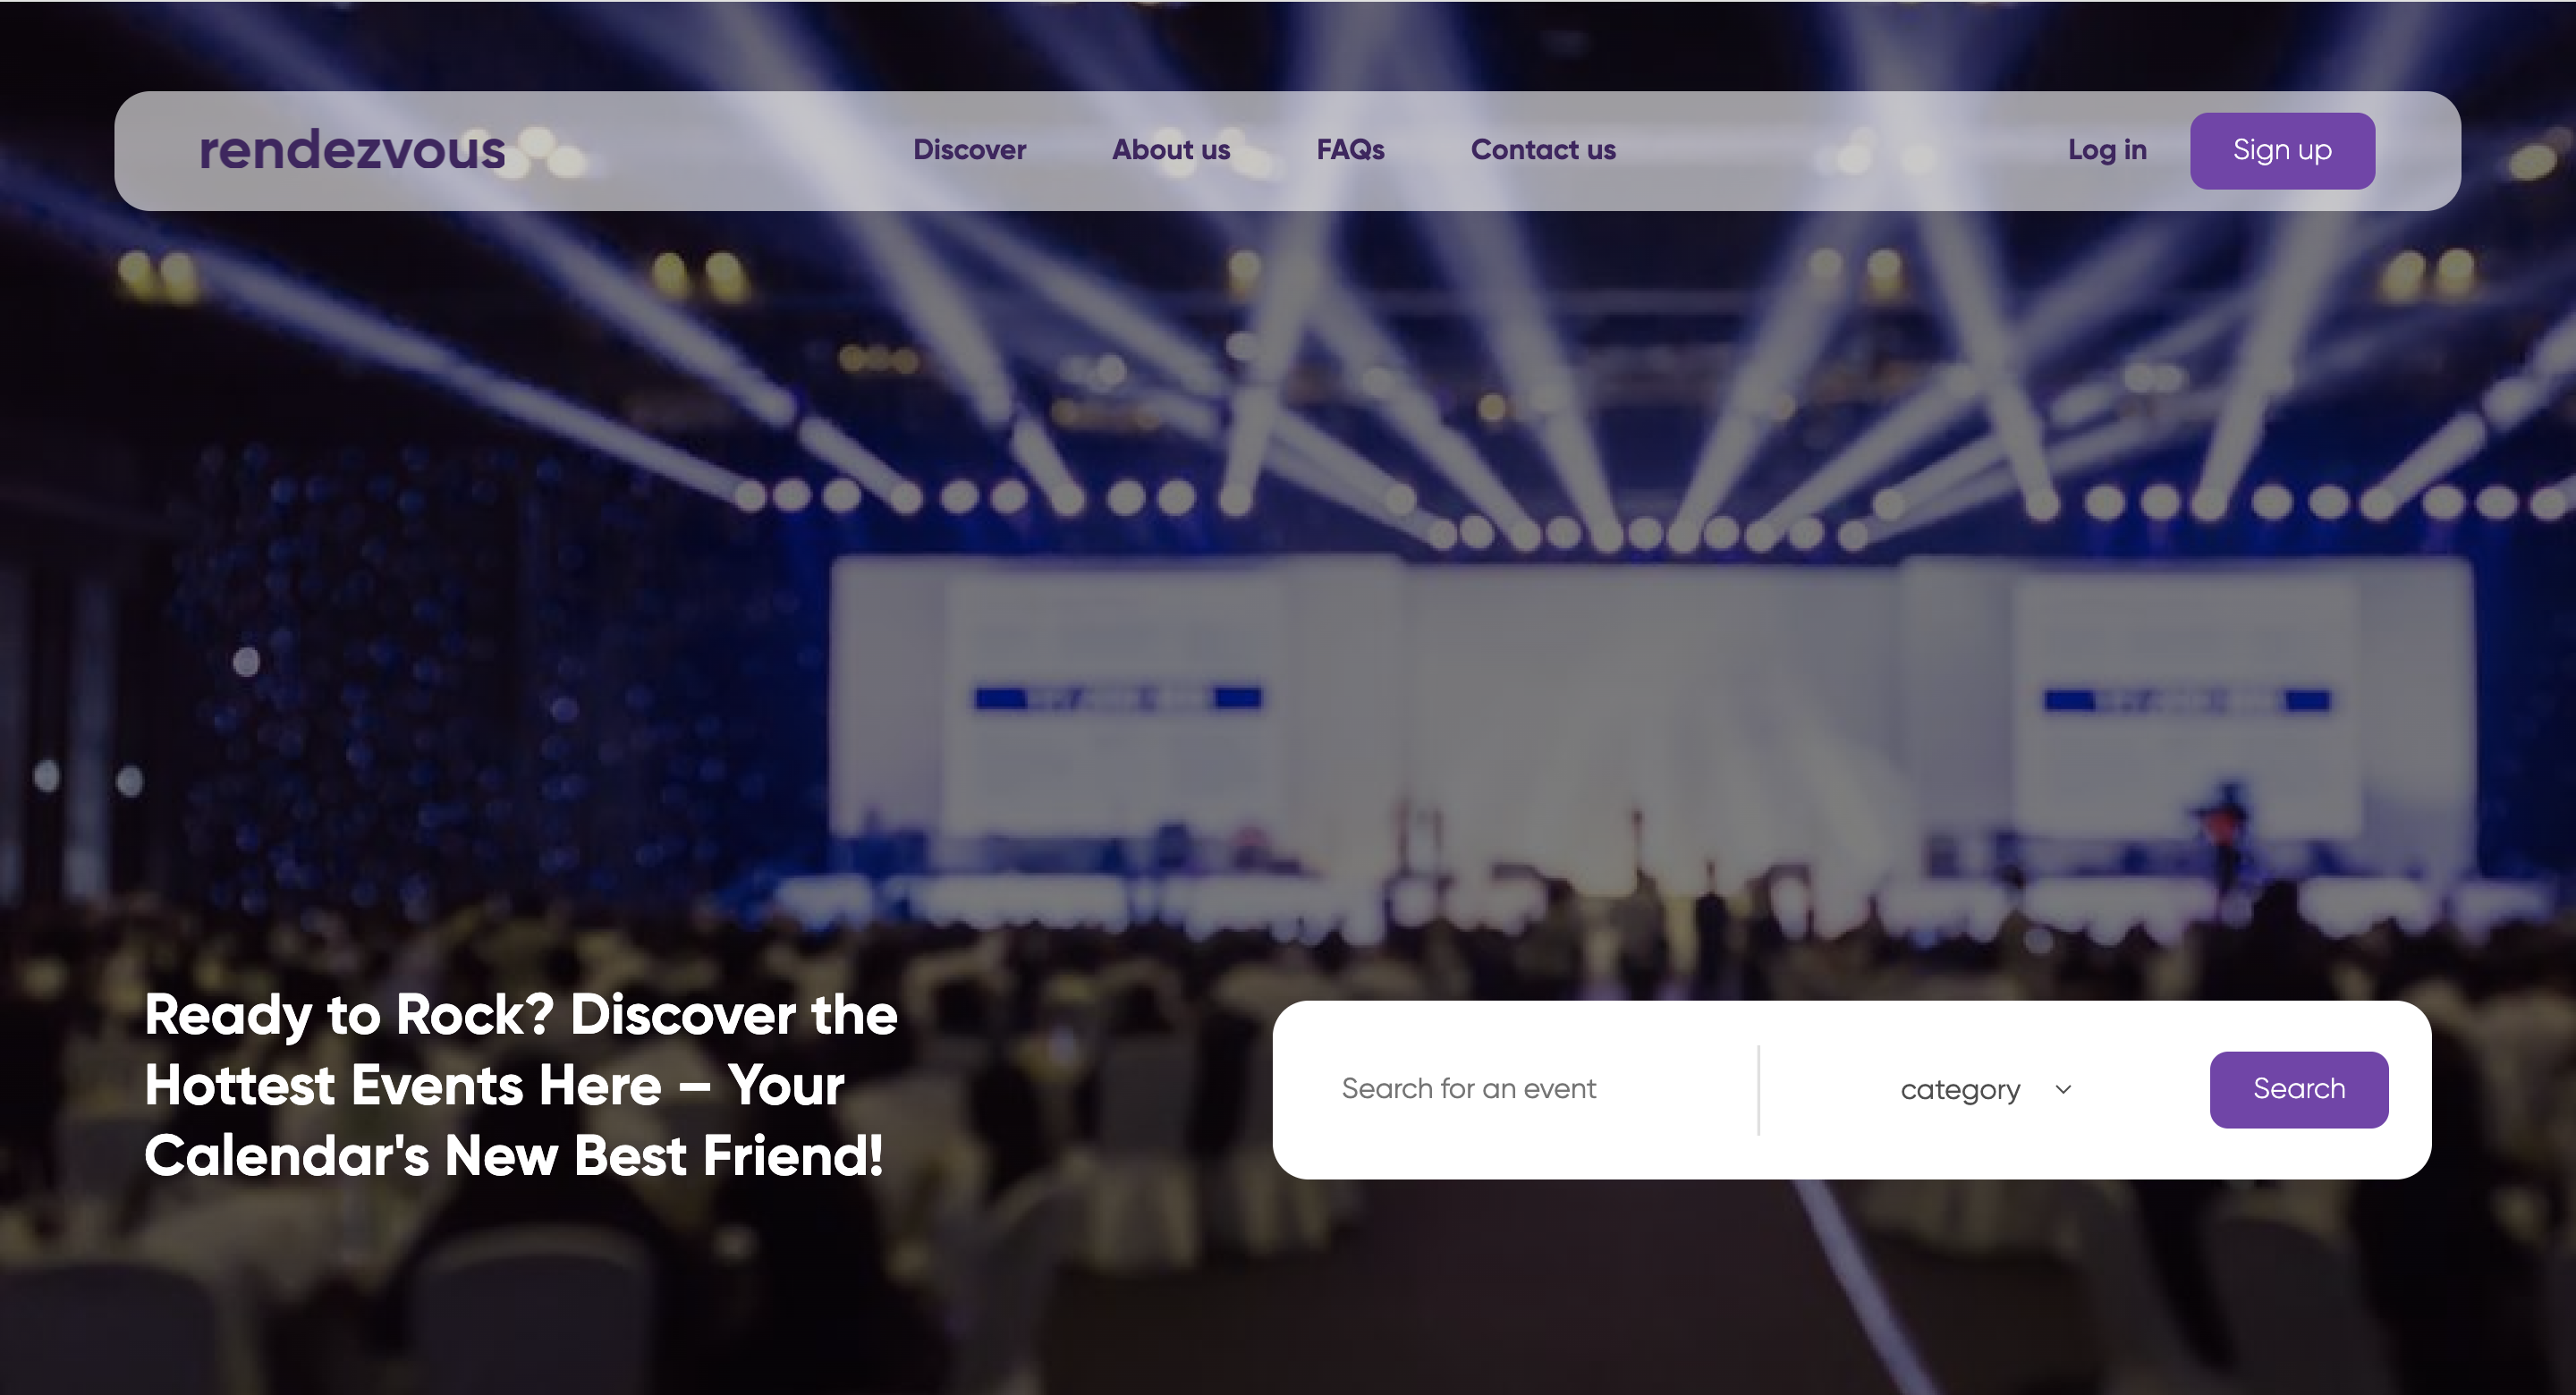 rendezvous
Discover
About us
FAQs
Contact us
Log in
Sign up
Ready to Rock? Discover the
Hottest Events Here – Your
Calendar's New Best Friend!
Search for an event
category
Search